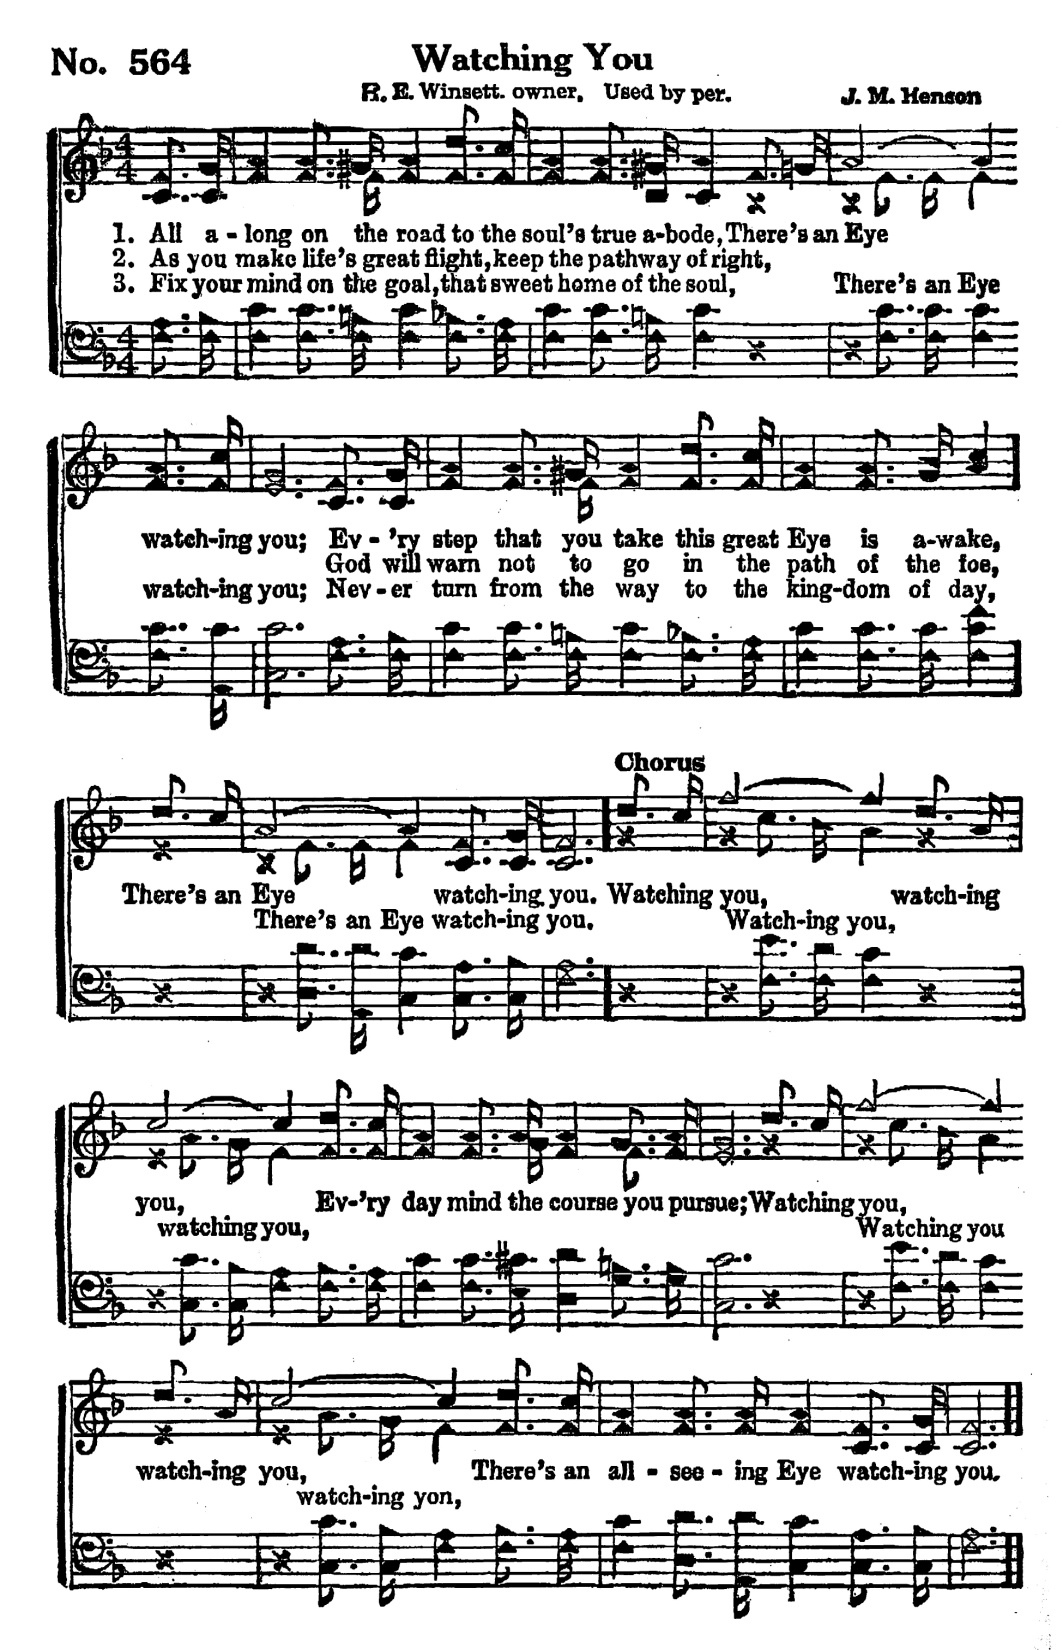 No. 564
Watching You
R. E. Winsett. owner. Used by per.
J. M. Henson
1. All a - long on the road to the soul's true a-bode, There's an Eye
2. As you make life's great flight, keep the pathway of right,
3. Fix your mind on the goal, that sweet home of the soul, There's an Eye
watch-ing you; Ev - 'ry step that you take this great Eye is a-wake,
God will warn not to go in the path of the foe,
watch-ing you; Nev - er turn from the way to the king-dom of day,
Chorus
There's an Eye watch-ing you. Watching you, watch-ing
There's an Eye watch-ing you. Watch-ing you,
you, Ev-'ry day mind the course you pursue; Watching you,
watching you, Watching you
watch-ing you, There's an all - see - ing Eye watch-ing you.
watch-ing yon,